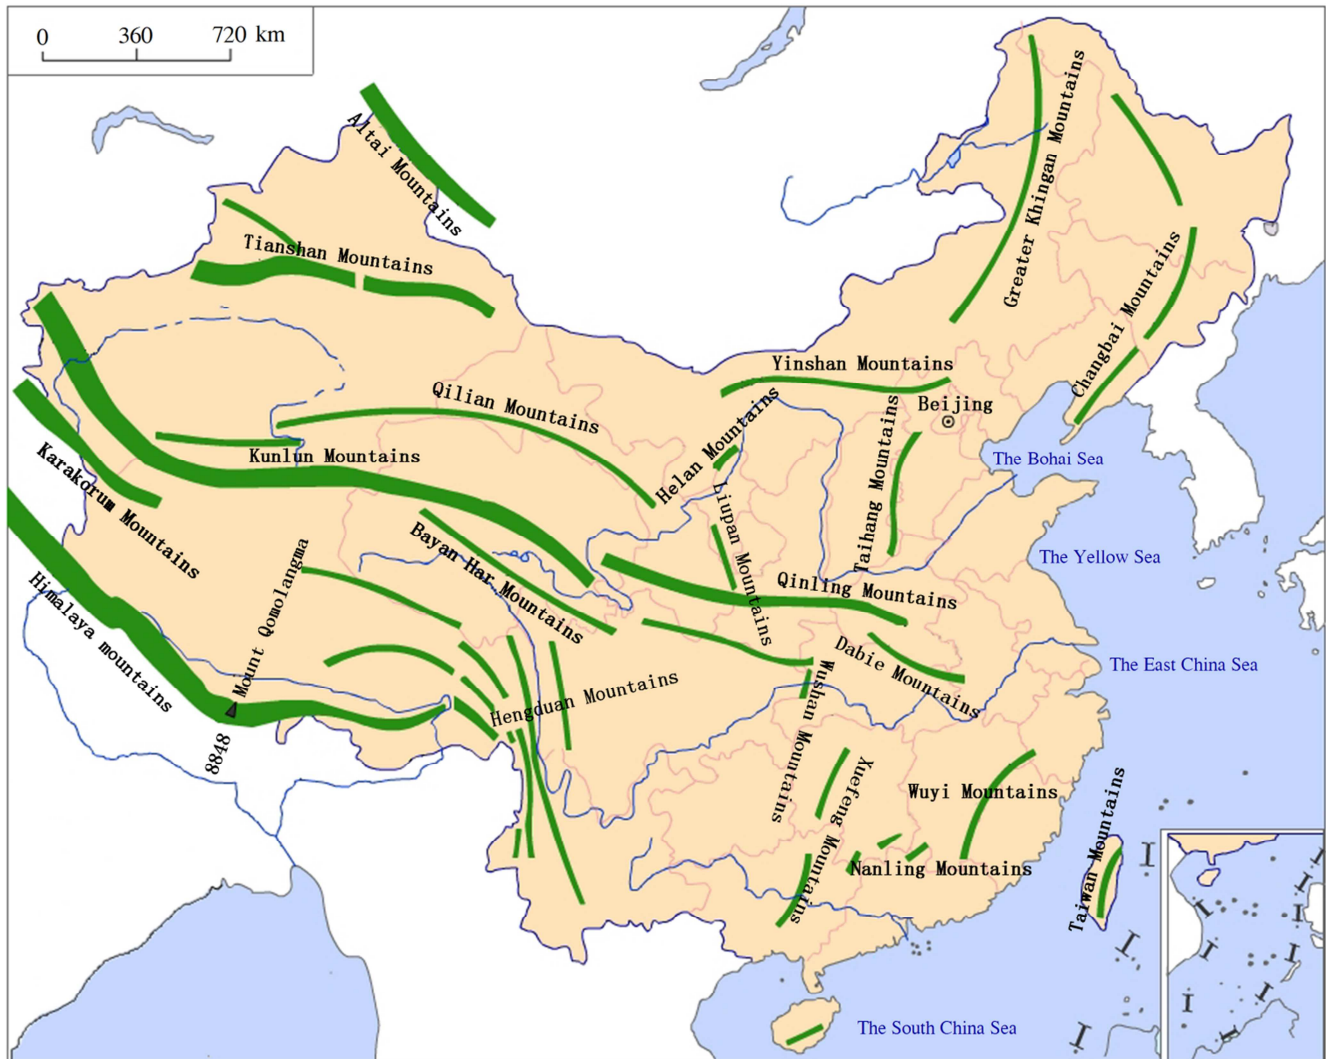 0 360 720 km
Altai Mountains
Greater Khingan Mountains
Tianshan Mountains
Changbai Mountains
Yinshan Mountains
Qilian Mountains
Beijing
Helan Mountains
Taihang Mountains
Kunlun Mountains
The Bohai Sea
Karakorum Mountains
Liupan Mountains
Bayan Har Mountains
The Yellow Sea
Himalaya mountains
Mount Qomolangma
8848
Qinling Mountains
Dabie Mountains
The East China Sea
Hengduan Mountains
Wushan Mountains
Xuefeng Mountains
Wuyi Mountains
Nanling Mountains
Taiwan Mountains
The South China Sea